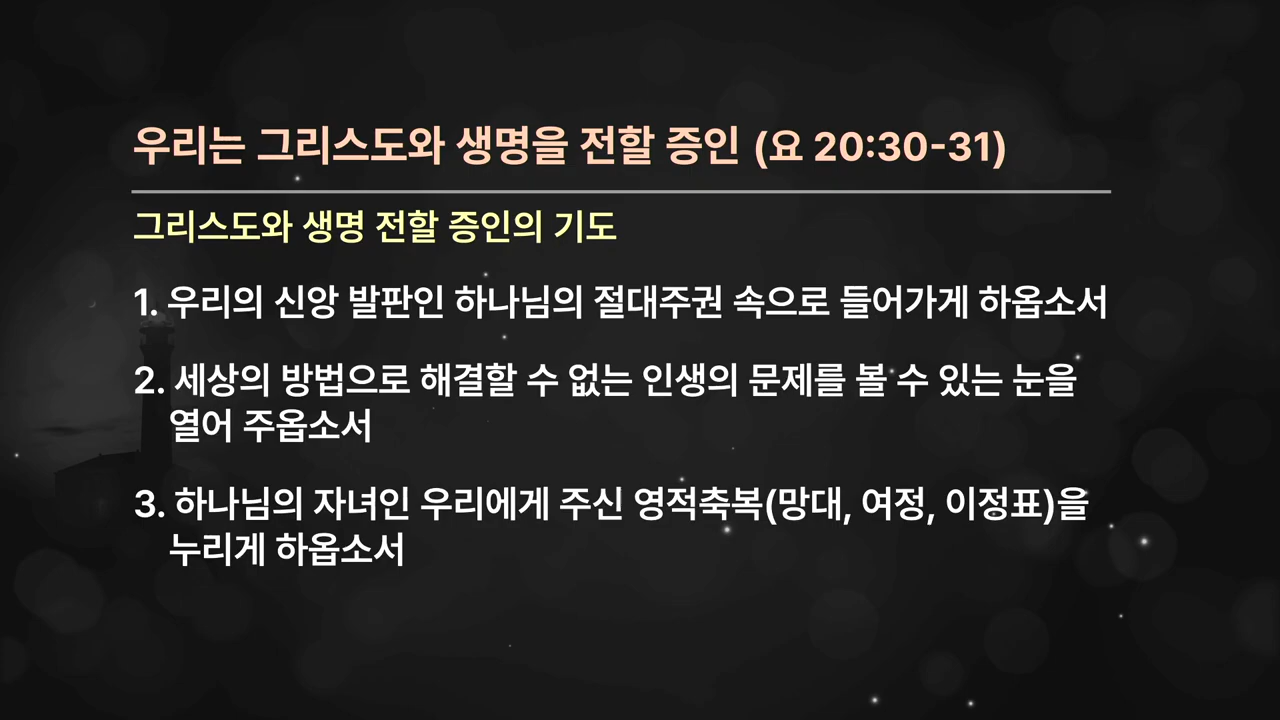 우리는 그리스도와 생명을 전할 증인 (요 20:30-31)
그리스도와 생명 전할 증인의 기도
1. 우리의 신앙 발판인 하나님의 절대주권 속으로 들어가게 하옵소서
2. 세상의 방법으로 해결할 수 없는 인생의 문제를 볼 수 있는 눈을
열어 주옵소서
3. 하나님의 자녀인 우리에게 주신 영적축복(망대, 여정, 이정표)을
누리게 하옵소서